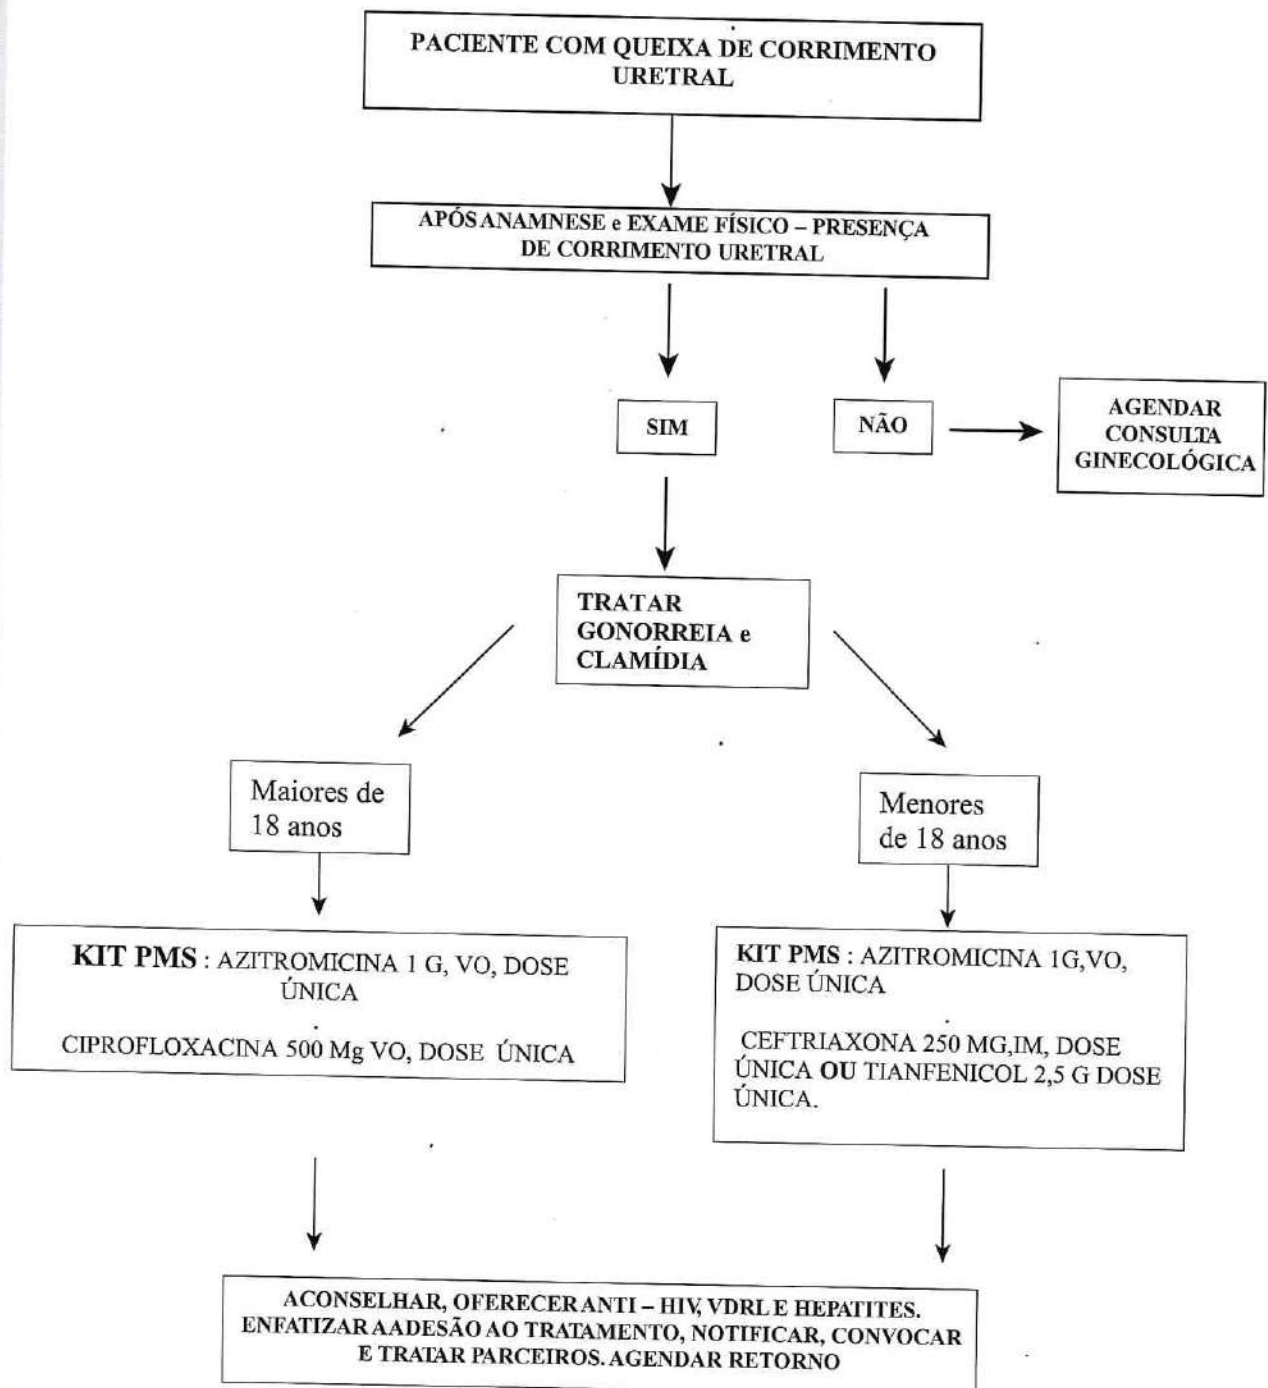 PACIENTE COM QUEIXA DE CORRIMENTO
URETRAL
APÓS ANAMNESE e EXAME FÍSICO – PRESENÇA
DE CORRIMENTO URETRAL
SIM
NÃO
AGENDAR
CONSULTA
GINECOLÓGICA
TRATAR
GONORREIA e
CLAMÍDIA
Maiores de
18 anos
Menores
de 18 anos
KIT PMS : AZITROMICINA 1 G, VO, DOSE
ÚNICA
CIPROFLOXACINA 500 Mg VO, DOSE ÚNICA
KIT PMS : AZITROMICINA 1G,VO,
DOSE ÚNICA
CEFTRIAXONA 250 MG,IM, DOSE
ÚNICA OU TIANFENICOL 2,5 G DOSE
ÚNICA.
ACONSELHAR, OFERECER ANTI – HIV, VDRL E HEPATITES.
ENFATIZAR A ADESÃO AO TRATAMENTO, NOTIFICAR, CONVOCAR
E TRATAR PARCEIROS. AGENDAR RETORNO